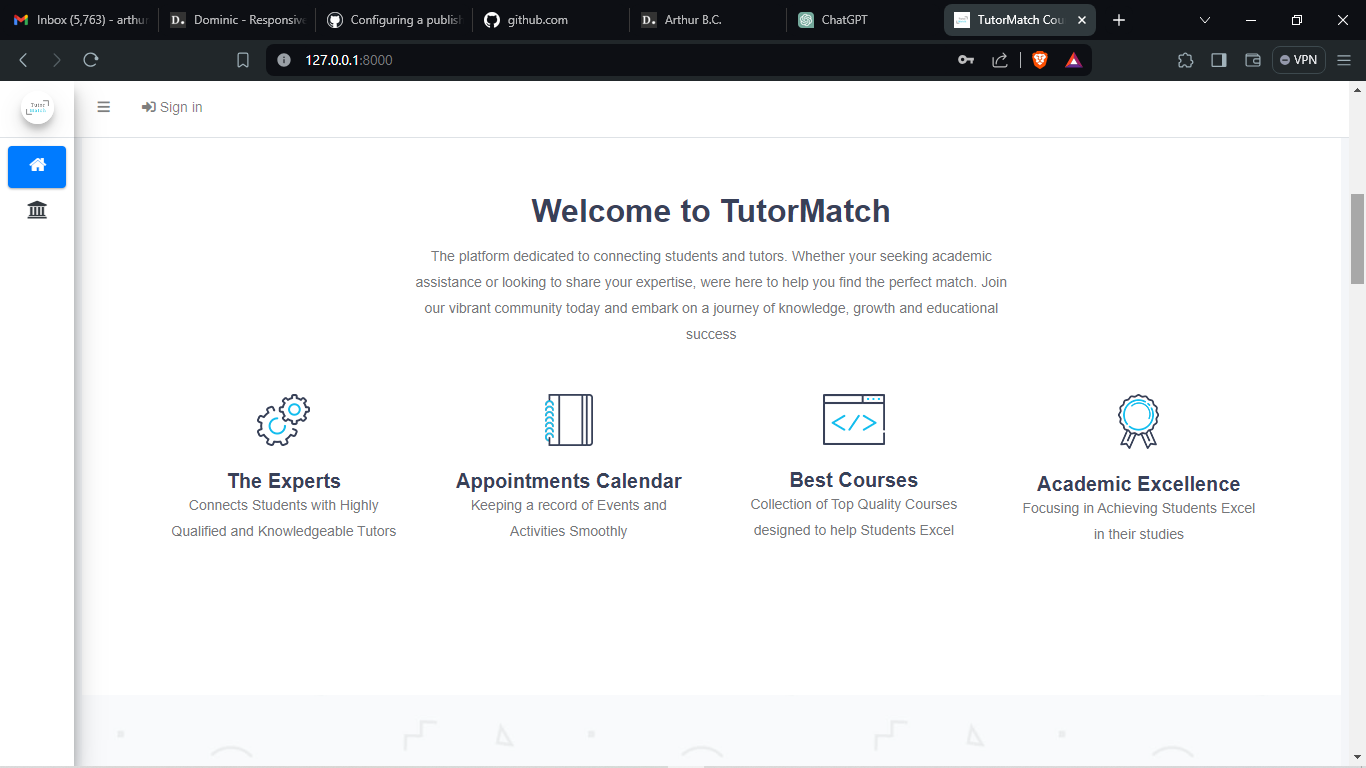 Inbox (5,763) - arthur
Dominic - Responsive
Configuring a publish
github.com
Arthur B.C.
ChatGPT
TutorMatch Cou
127.0.0.1:8000
VPN
Tutor
Match
Sign in
Welcome to TutorMatch
The platform dedicated to connecting students and tutors. Whether your seeking academic
assistance or looking to share your expertise, were here to help you find the perfect match. Join
our vibrant community today and embark on a journey of knowledge, growth and educational
success
The Experts
Connects Students with Highly
Qualified and Knowledgeable Tutors
Appointments Calendar
Keeping a record of Events and
Activities Smoothly
Best Courses
Collection of Top Quality Courses
designed to help Students Excel
Academic Excellence
Focusing in Achieving Students Excel
in their studies